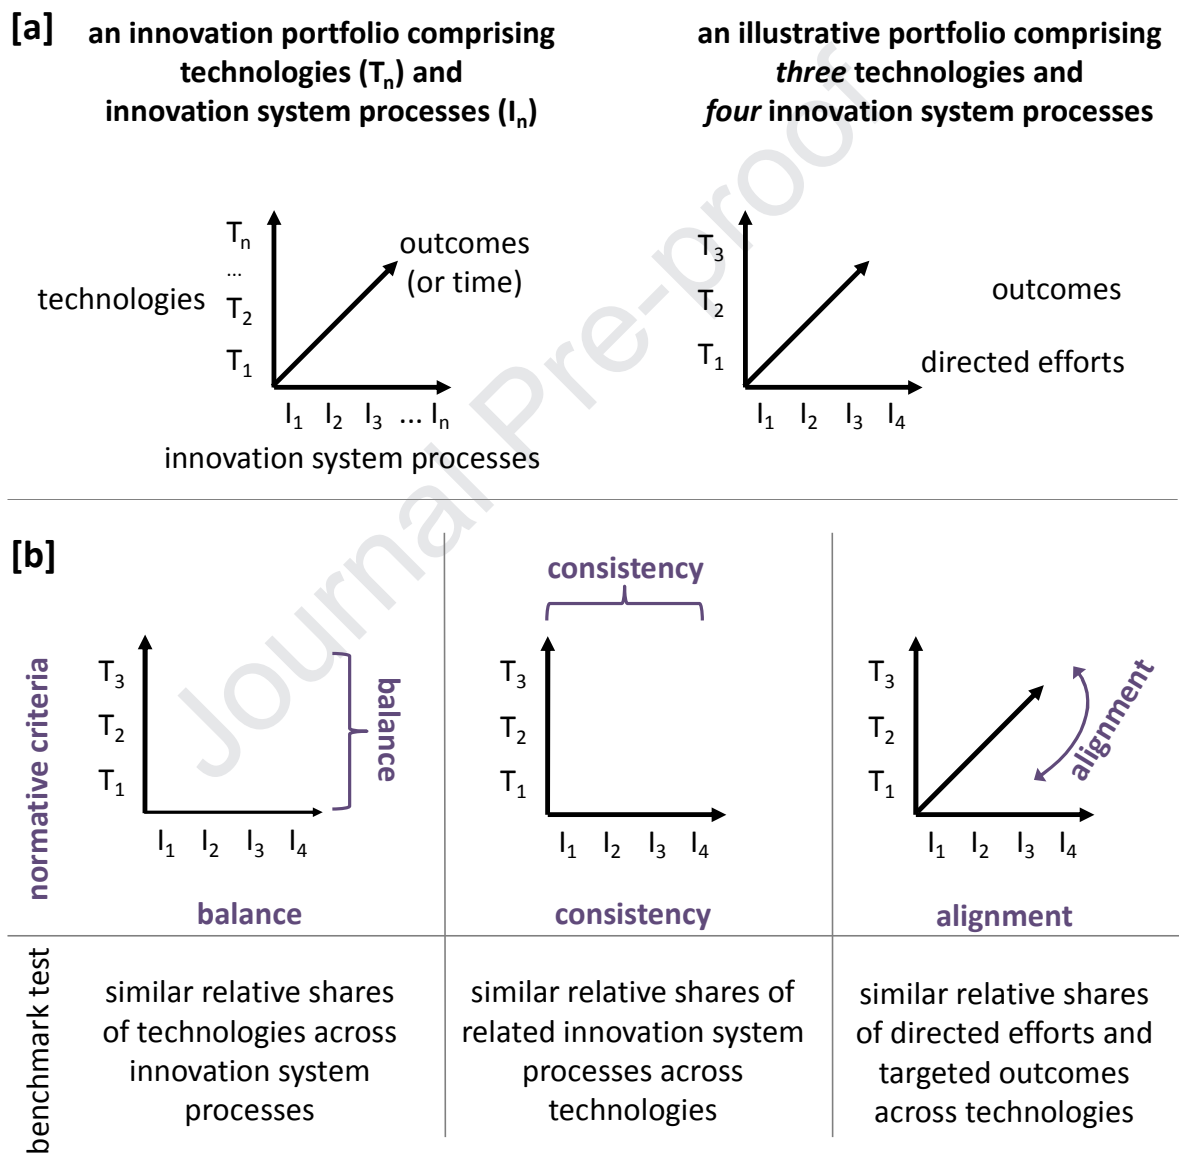 [a]
an innovation portfolio comprising
technologies (Tn) and
innovation system processes (In)
an illustrative portfolio comprising
three technologies and
four innovation system processes
Tn
...
T2
T1
technologies
outcomes
(or time)
I1 I2 I3 ... In
innovation system processes
T3
T2
T1
outcomes
directed efforts
I1 I2 I3 I4
Journal Pre-proof
[b]
normative criteria
T3
T2
T1
balance
I1 I2 I3 I4
balance
consistency
T3
T2
T1
I1 I2 I3 I4
consistency
T3
T2
T1
alignment
I1 I2 I3 I4
alignment
benchmark test
similar relative shares
of technologies across
innovation system
processes
similar relative shares of
related innovation system
processes across
technologies
similar relative shares
of directed efforts and
targeted outcomes
across technologies